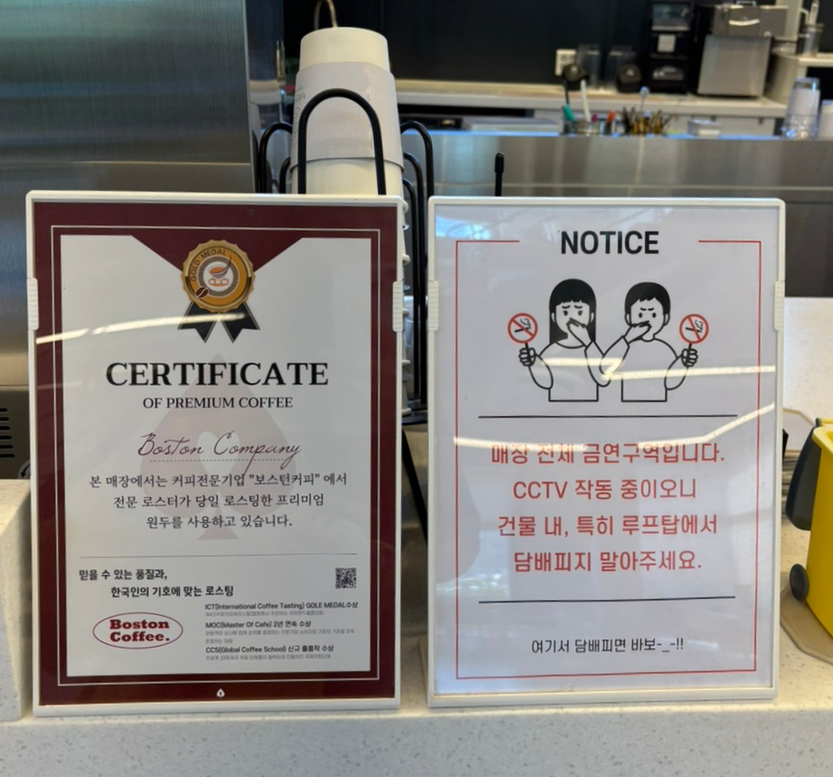 GOLD MEDAL
CERTIFICATE
OF PREMIUM COFFEE
Boston Company
본 매장에서는 커피전문기업 "보스턴커피" 에서
전문 로스터가 당일 로스팅한 프리미엄
원두를 사용하고 있습니다.
믿을 수 있는 품질과,
한국인의 기호에 맞는 로스팅
Boston
Coffee.
ICT(International Coffee Tasting) GOLE MEDAL수상
MOC(Master Of Cafe) 2년 연속 수상
CCS(Global Coffee School) 신규 출품작 수상
NOTICE
매장 전체 금연구역입니다.
CCTV 작동 중이오니
건물 내, 특히 루프탑에서
담배피지 말아주세요.
여기서 담배피면 바보-_-!!